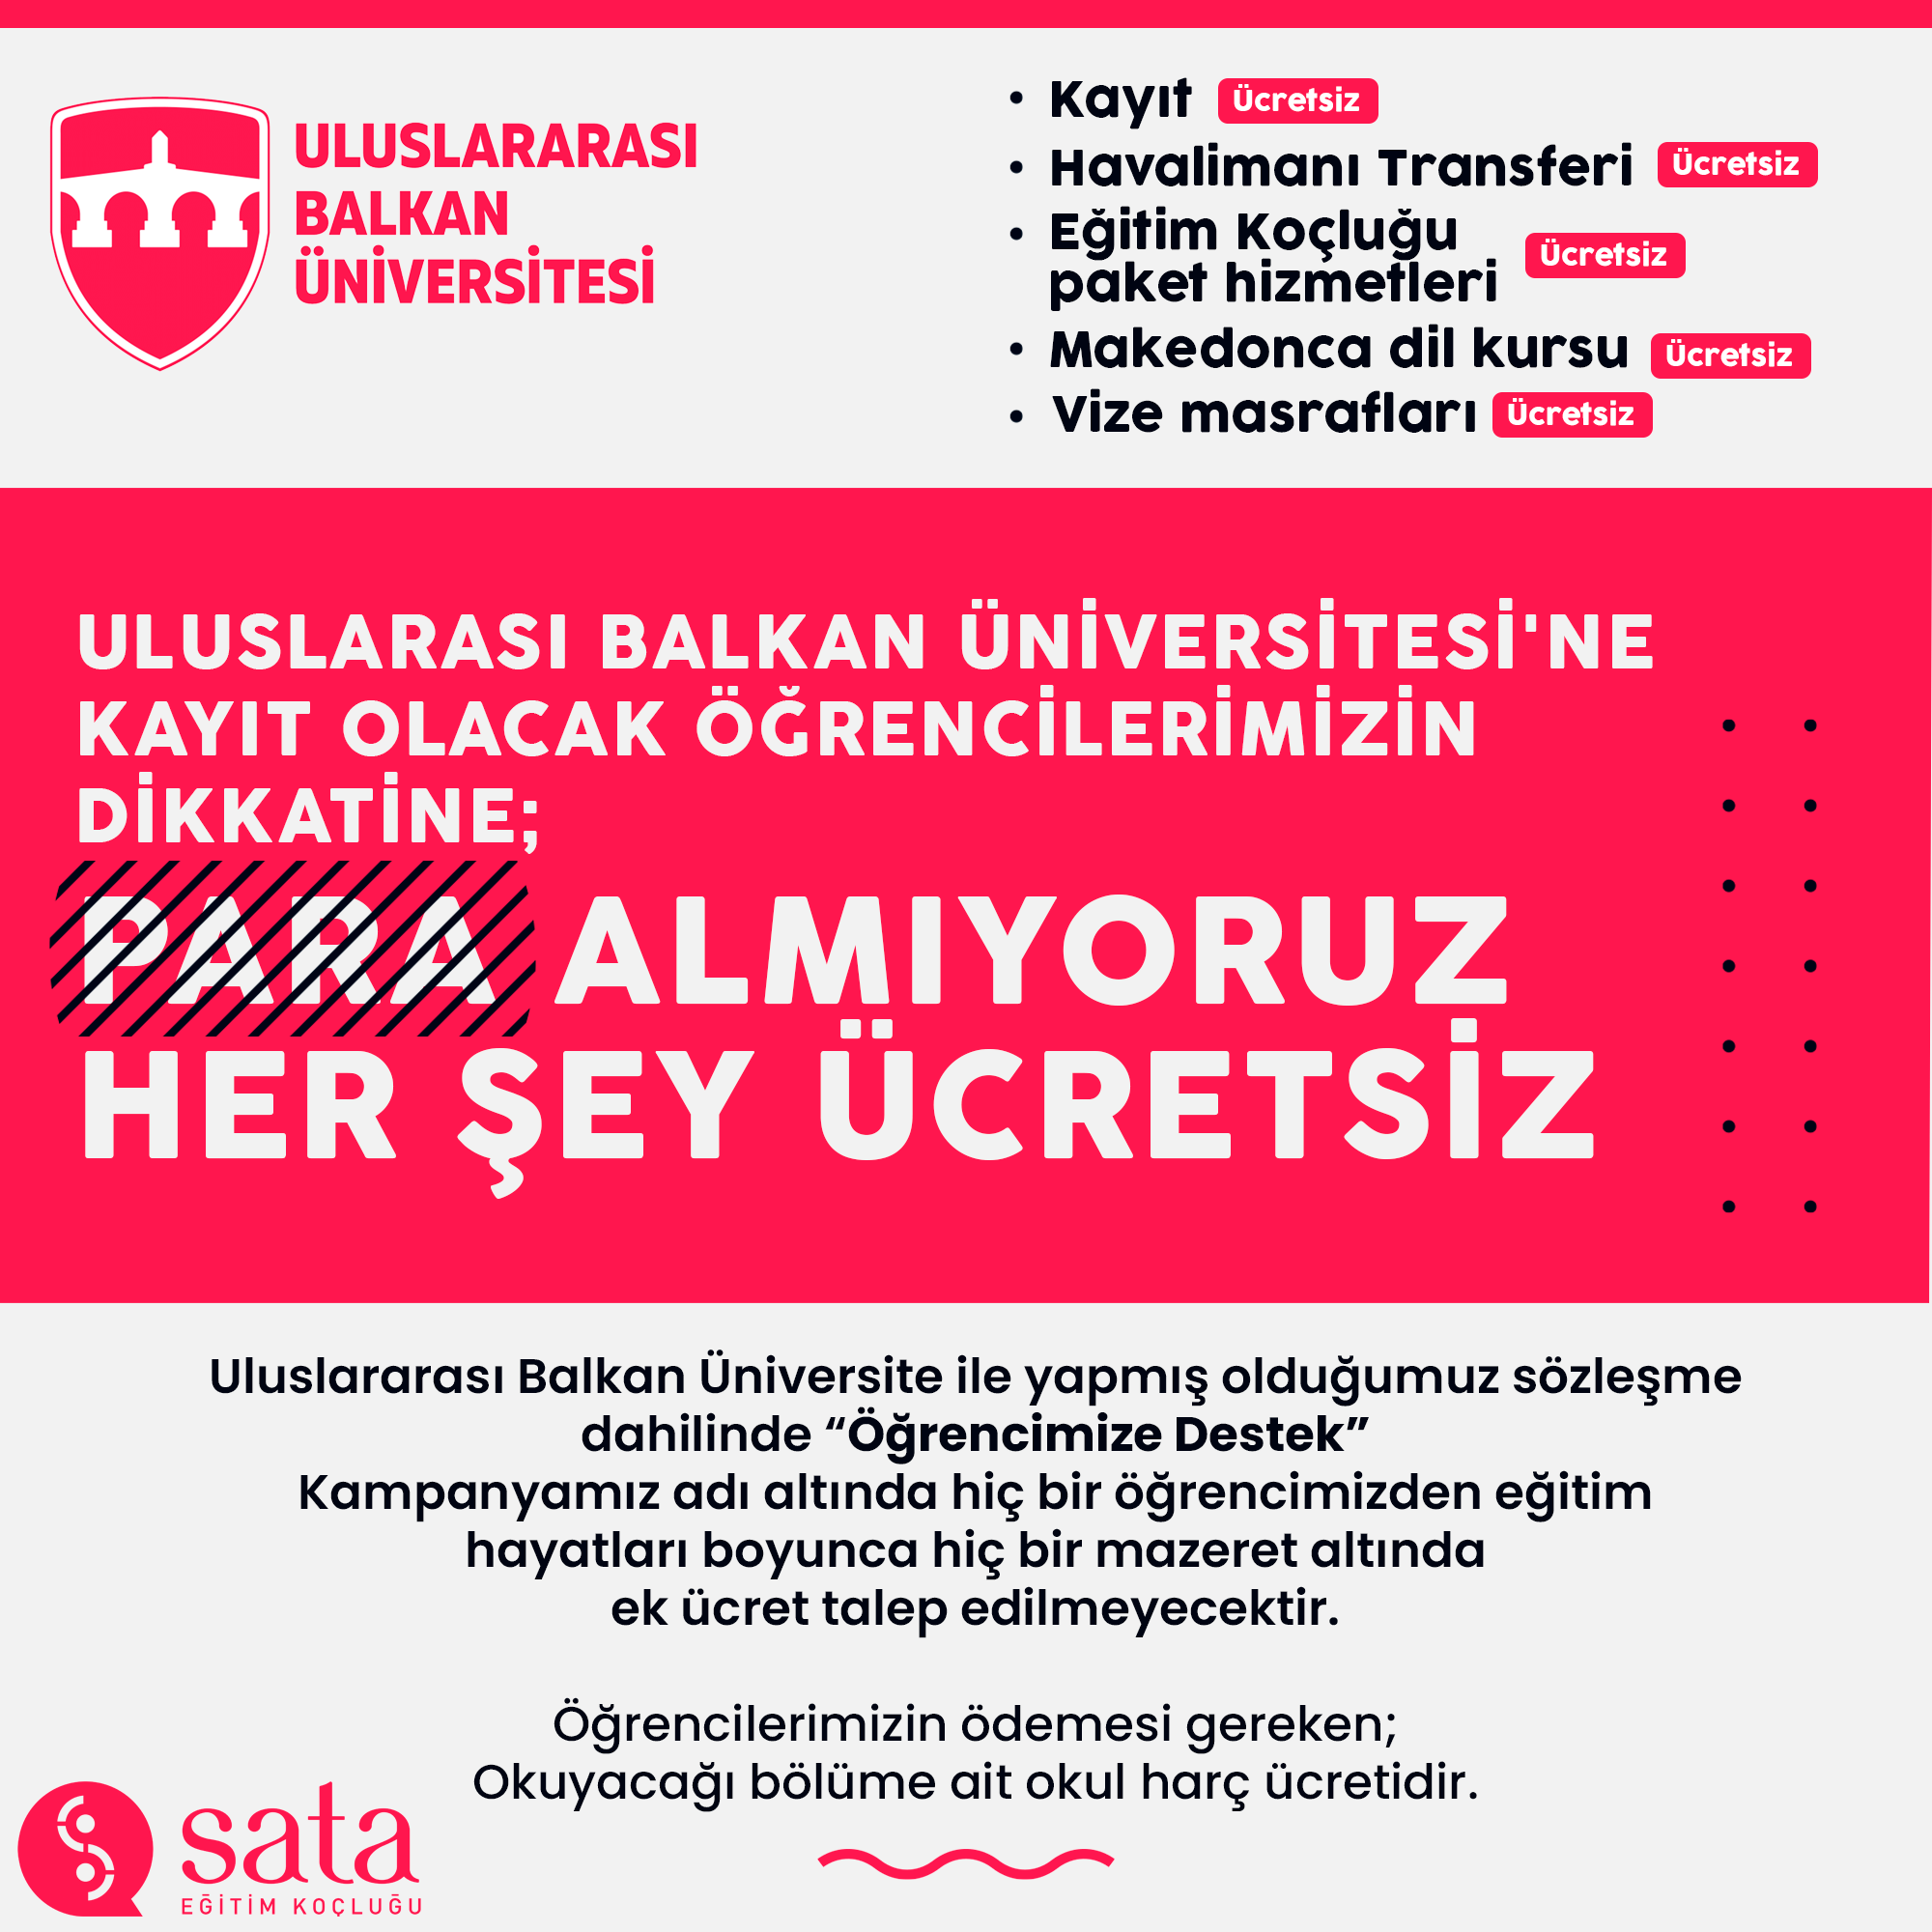 ULUSLARARASI
BALKAN
ÜNİVERSİTESİ
• Kayıt Ücretsiz
• Havalimanı Transferi Ücretsiz
• Eğitim Koçluğu
paket hizmetleri Ücretsiz
• Makedonca dil kursu Ücretsiz
• Vize masrafları Ücretsiz
ULUSLARASI BALKAN ÜNİVERSİTESİ'NE
KAYIT OLACAK ÖĞRENCİLERİMİZİN
DİKKATİNE;
PARA ALMIYORUZ
HER ŞEY ÜCRETSİZ
Uluslararası Balkan Üniversite ile yapmış olduğumuz sözleşme
dahilinde “Öğrencimize Destek”
Kampanyamız adı altında hiç bir öğrencimizden eğitim
hayatları boyunca hiç bir mazeret altında
ek ücret talep edilmeyecektir.
Öğrencilerimizin ödemesi gereken;
Okuyacağı bölüme ait okul harç ücretidir.
sata
EĞİTİM KOÇLUĞU